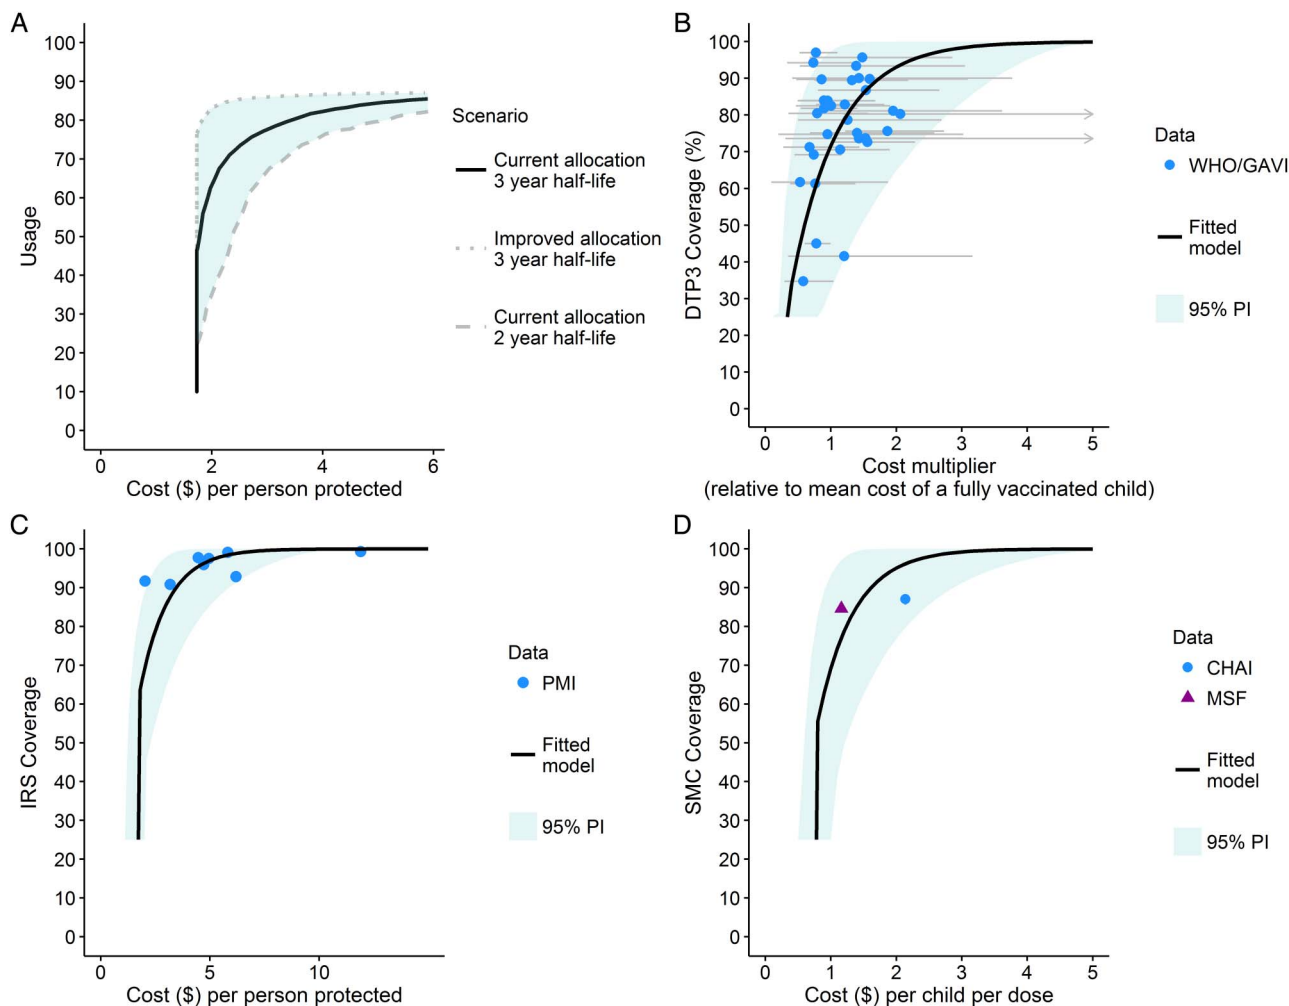 A
100
90
80
70
60
50
40
30
20
10
0
Usage
0
2
4
6
Cost ($) per person protected
Scenario
Current allocation
3 year half-life
Improved allocation
3 year half-life
Current allocation
2 year half-life
B
100
90
80
70
60
50
40
30
20
10
0
DTP3 Coverage (%)
0
1
2
3
4
5
Cost multiplier
(relative to mean cost of a fully vaccinated child)
Data
WHO/GAVI
Fitted
model
95% PI
C
100
90
80
70
60
50
40
30
20
10
0
IRS Coverage
0
5
10
Cost ($) per person protected
Data
PMI
Fitted
model
95% PI
D
100
90
80
70
60
50
40
30
20
10
0
SMC Coverage
0
1
2
3
4
5
Cost ($) per child per dose
Data
CHAI
MSF
Fitted
model
95% PI